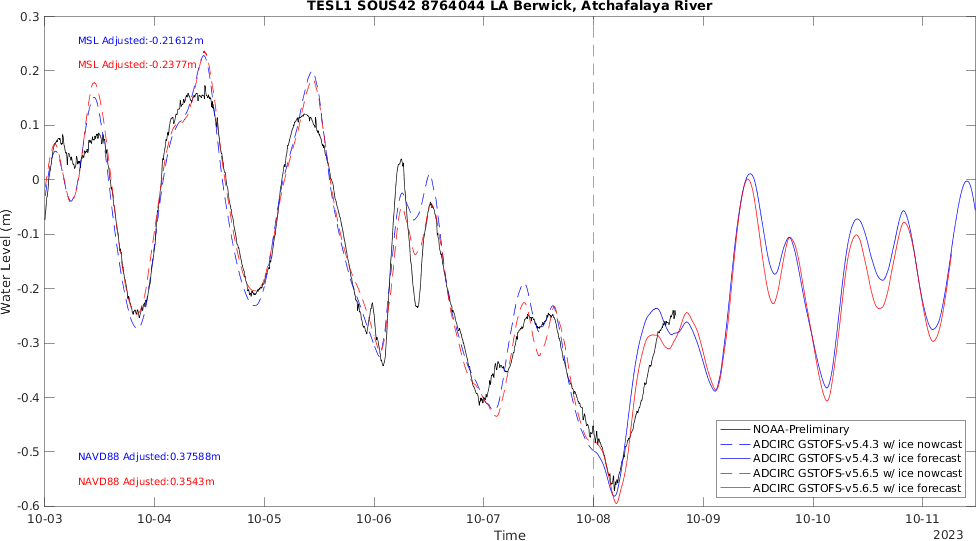 TESL1 SOUS42 8764044 LA Berwick, Atchafalaya River
MSL Adjusted:-0.21612m
MSL Adjusted:-0.2377m
0.3
0.2
0.1
0
-0.1
-0.2
-0.3
-0.4
-0.5
-0.6
Water Level (m)
NAVD88 Adjusted:0.37588m
NAVD88 Adjusted:0.3543m
NOAA-Preliminary
ADCIRC GSTOFS-v5.4.3 w/ ice nowcast
ADCIRC GSTOFS-v5.4.3 w/ ice forecast
ADCIRC GSTOFS-v5.6.5 w/ ice nowcast
ADCIRC GSTOFS-v5.6.5 w/ ice forecast
10-03 10-04 10-05 10-06 10-07 10-08 10-09 10-10 10-11
Time
2023